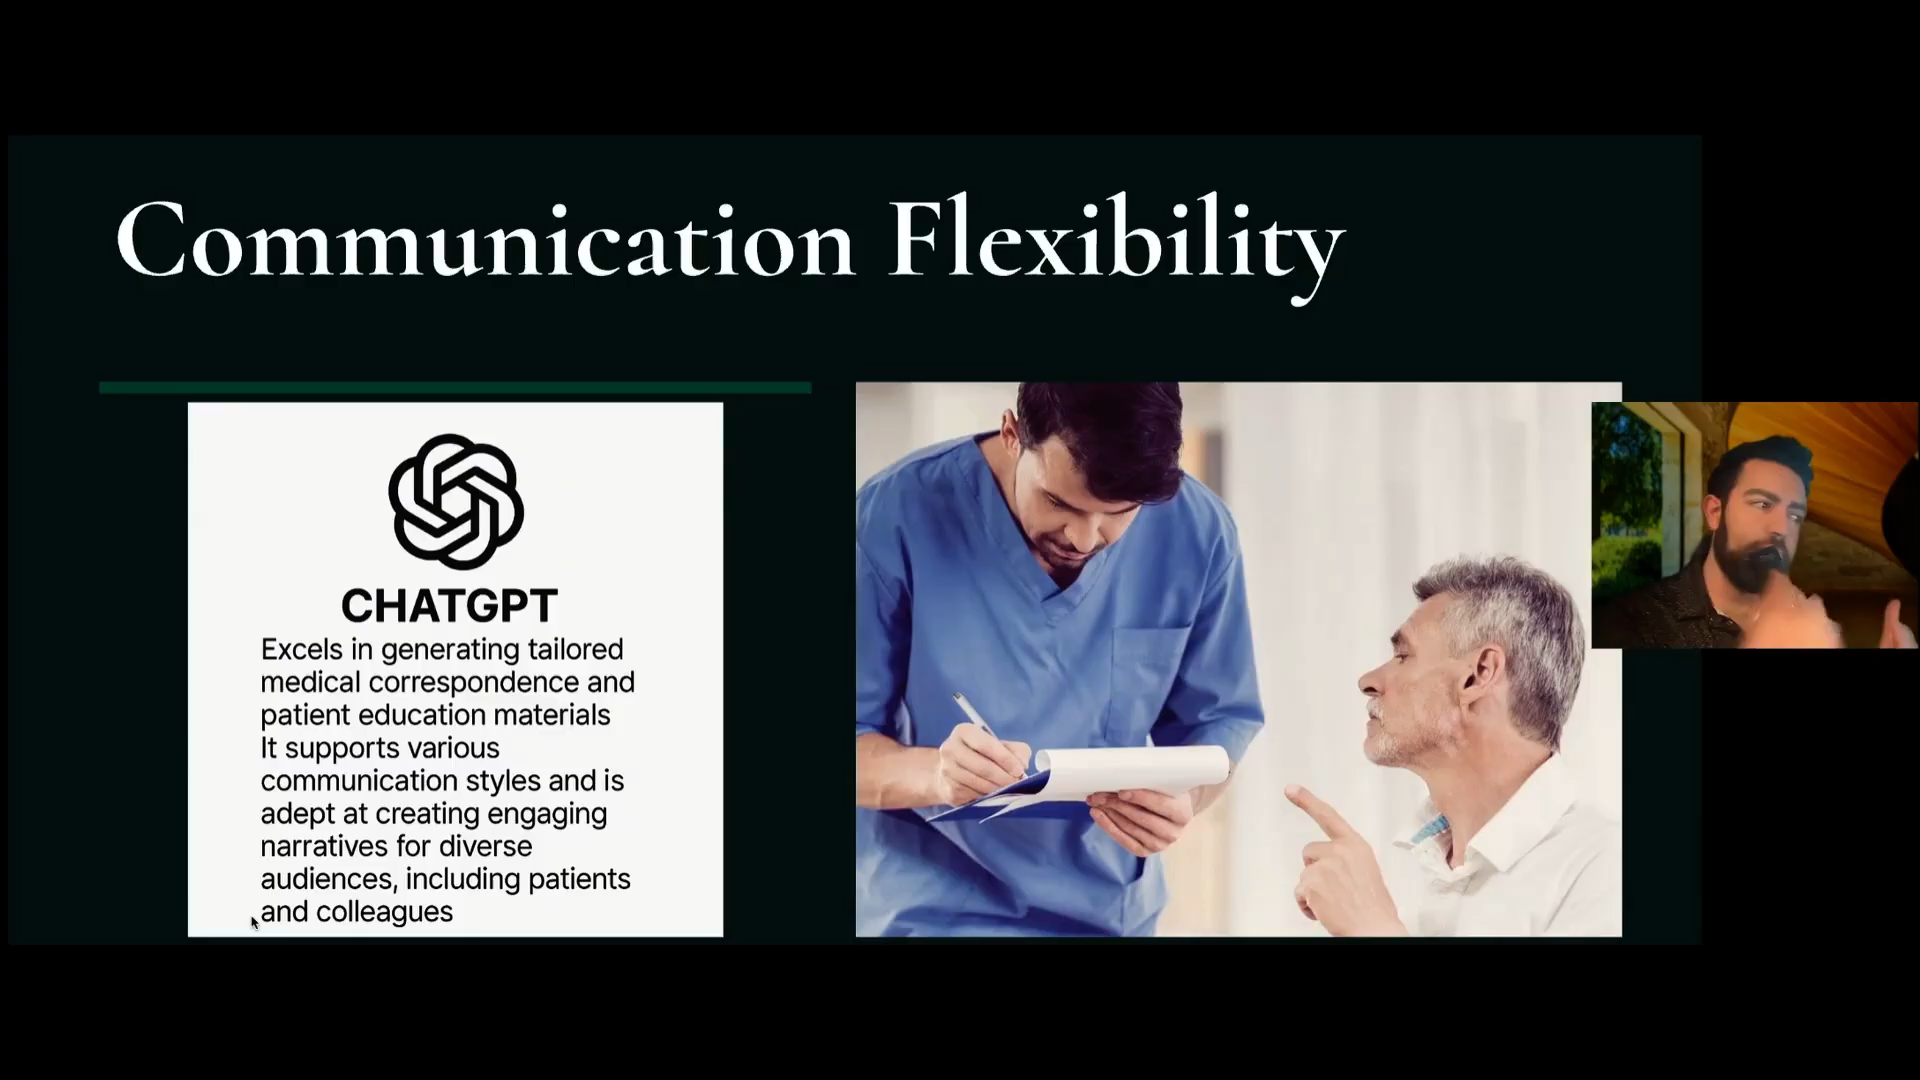 Communication Flexibility
CHATGPT
Excels in generating tailored
medical correspondence and
patient education materials
It supports various
communication styles and is
adept at creating engaging
narratives for diverse
audiences, including patients
and colleagues